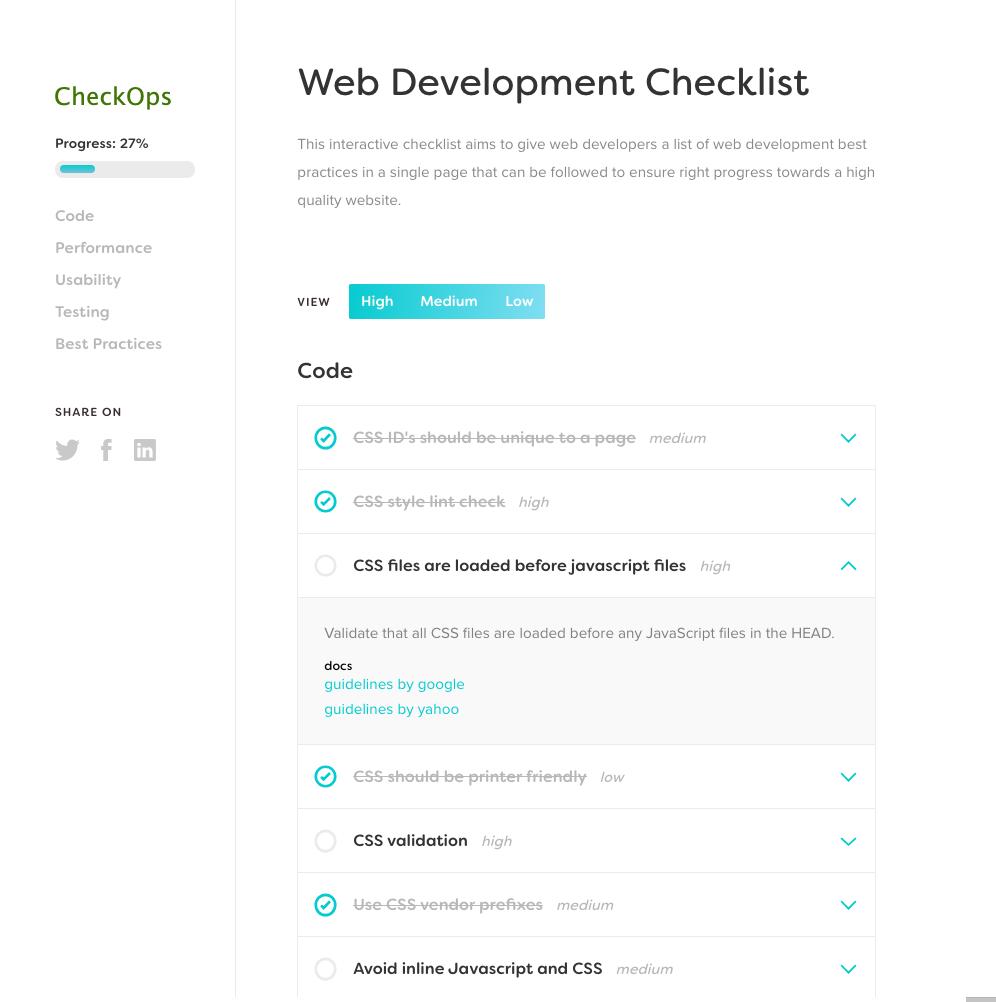 CheckOps
Progress: 27%
Code
Performance
Usability
Testing
Best Practices
SHARE ON
Web Development Checklist
This interactive checklist aims to give web developers a list of web development best
practices in a single page that can be followed to ensure right progress towards a high
quality website.
VIEW High Medium Low
Code
CSS ID's should be unique to a page medium
CSS style lint check high
CSS files are loaded before javascript files high
Validate that all CSS files are loaded before any JavaScript files in the HEAD.
docs
guidelines by google
guidelines by yahoo
CSS should be printer friendly low
CSS validation high
Use CSS vendor prefixes medium
Avoid inline Javascript and CSS medium